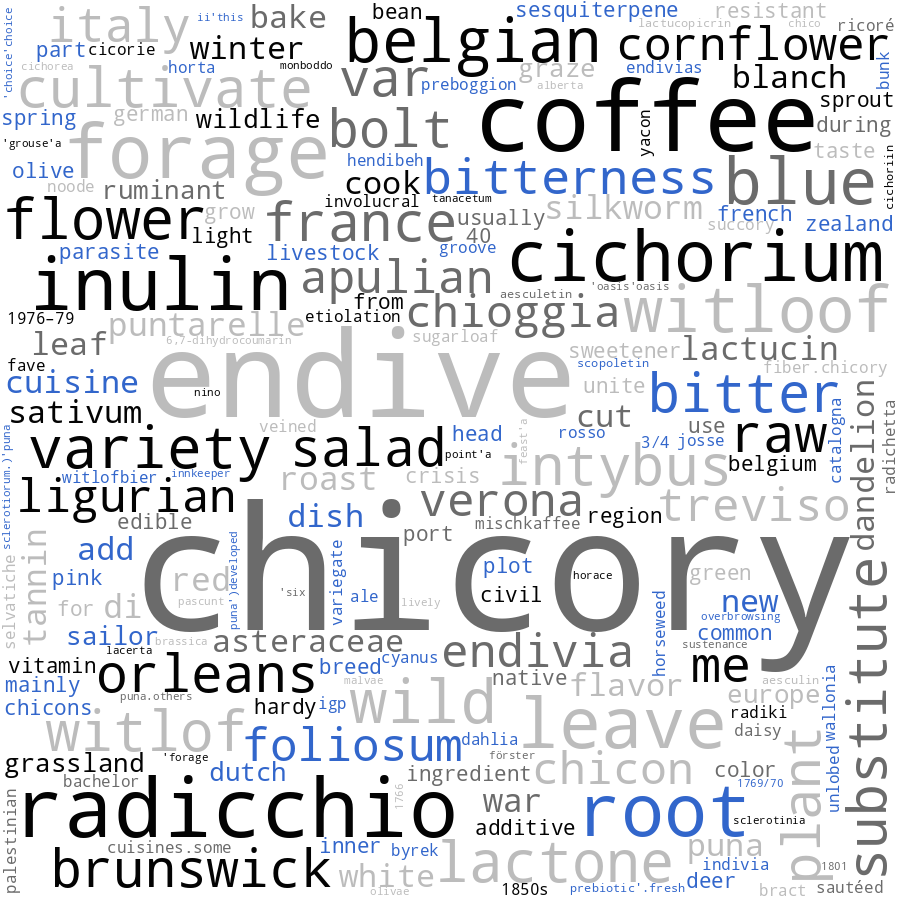 'choice'choice
italy
ii'this
bake
bean
sesquiterpene
resistant
part
cicorie
winter
belgian
lactucopicrin
chico
ricoré
cornflower
cichorea
horta
monboddo
var
graze
endivias
bunk
cultivate
preboggion
alberta
blanch
coffee
sprout
spring
german
wildlife
bolt
yacon
during
'grouse'a
forage
taste
cichoriin
olive
hendibeh
noode
ruminant
cook
bitterness
blue
flower
grow
involucral
tanacetum
silkworm
french
france
usually
succory
zealand
light
40
parasite
livestock
groove
cichorium
inulin
apulian
aesculetin
'oasis'oasis
from
chioggia
witloof
1976–79
puntarelle
etiolation
leaf
6,7-dihydrocoumarin
sugarloaf
sweetener
lactucin
fave
endive
scopoletin
fiber.chicory
cuisine
nino
unite
bitter
sativum
cut
use
dandelion
radichetta
veined
head
rosso
3/4
josse
raw
catalogna
sclerotiorum.)'puna
variety
salad
point'a
feast'a
belgium
witlofbier
innkeeper
roast
crisis
intybus
ligurian
verona
treviso
edible
dish
port
mischkaffee
region
tannin
add
chicory
selvatiche
pink
red
puna')developed
variegate
'six
plot
horace
green
for
di
pascunt
ale
lively
civil
horseweed
new
overbrowsing
substitute
sailor
brassica
asteraceae
common
sustenance
vitamin
lacerta
orleans
breed
cyanus
endivia
me
wallonia
mainly
puna.others
malvae
native
flavor
aesculin
europe
chicons
hardy
igp
wild
leave
radiki
witlof
daisy
foliosum
dahlia
förster
plant
unlobed
grassland
'forage
bachelor
dutch
ingredient
chicon
color
1769/70
palestinian
radicchio
1766
war
root
additive
sclerotinia
cuisines.some
inner
byrek
puna
brunswick
white
lactone
indivia
1801
olivae
1850s
prebiotic'.fresh
deer
bract
sautéed